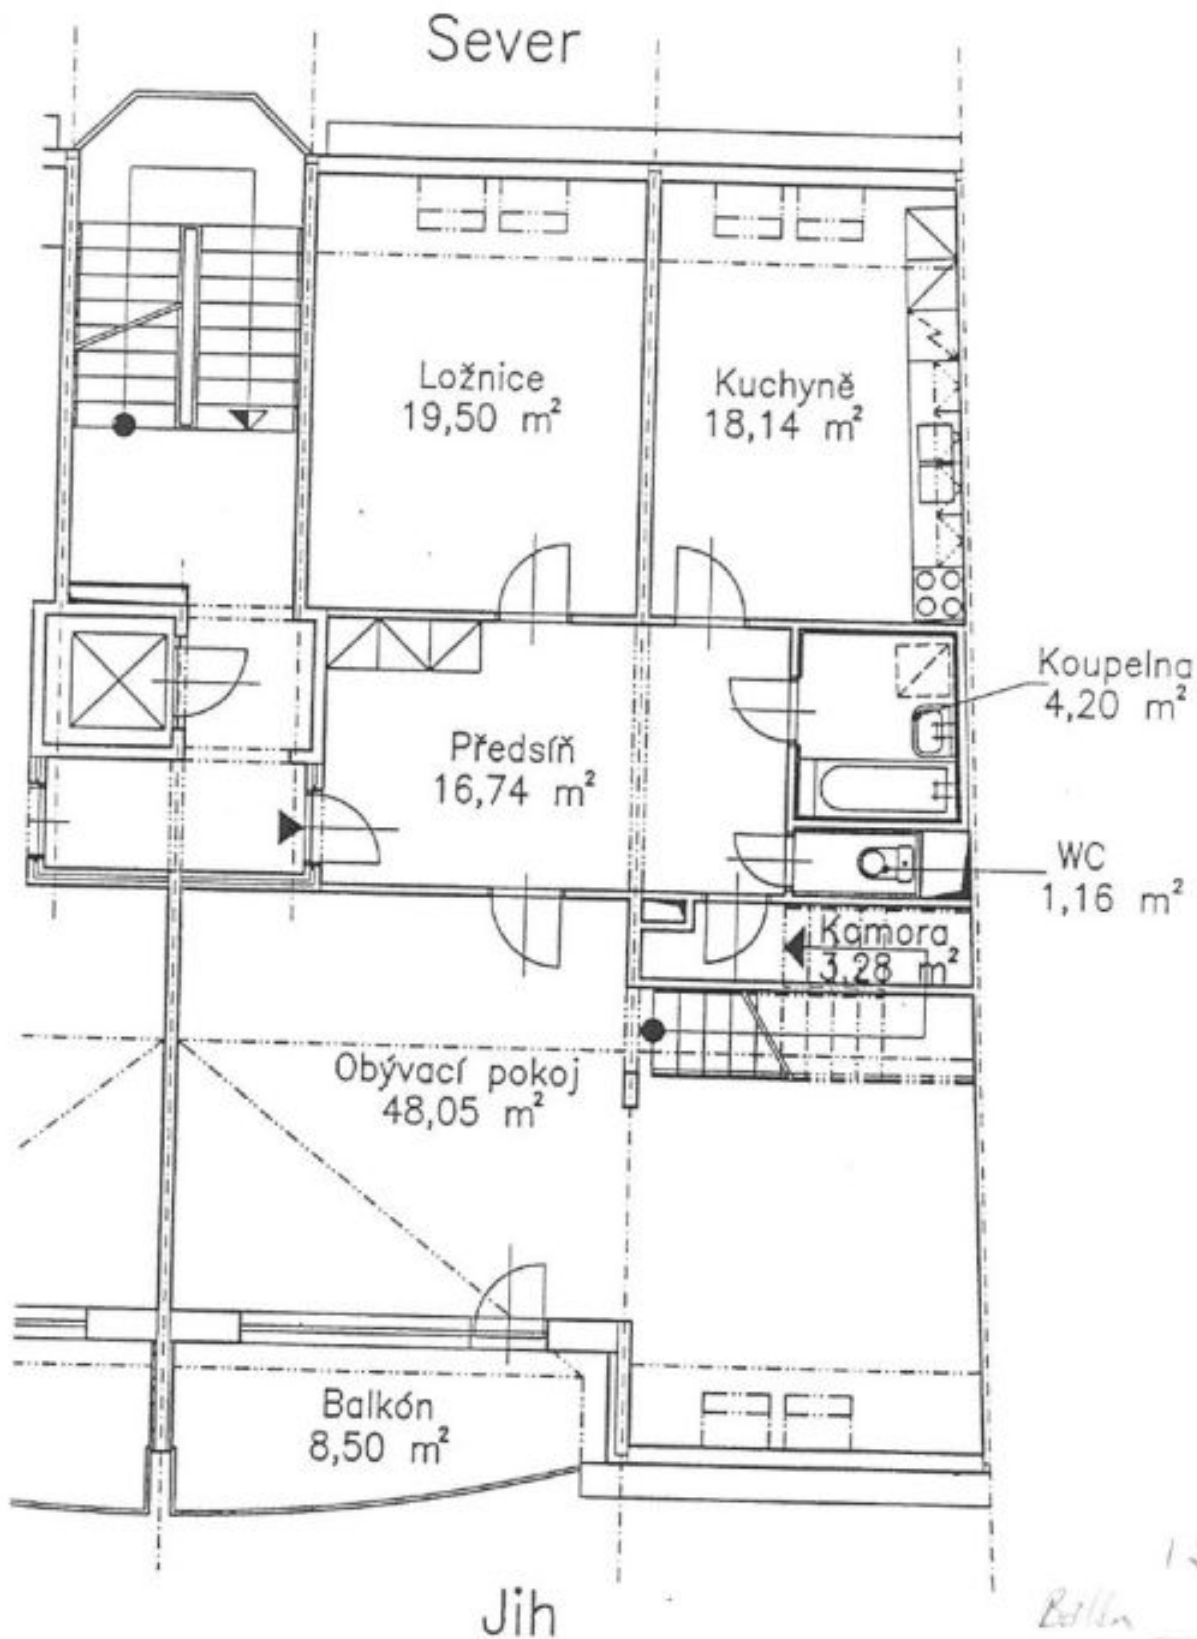 Sever
Ložnice
19,50 m²
Kuchyně
18,14 m²
Koupelna
4,20 m²
Předsíň
16,74 m²
WC
1,16 m²
Komora
3,28 m²
Obývací pokoj
48,05 m²
Balkón
8,50 m²
Jih